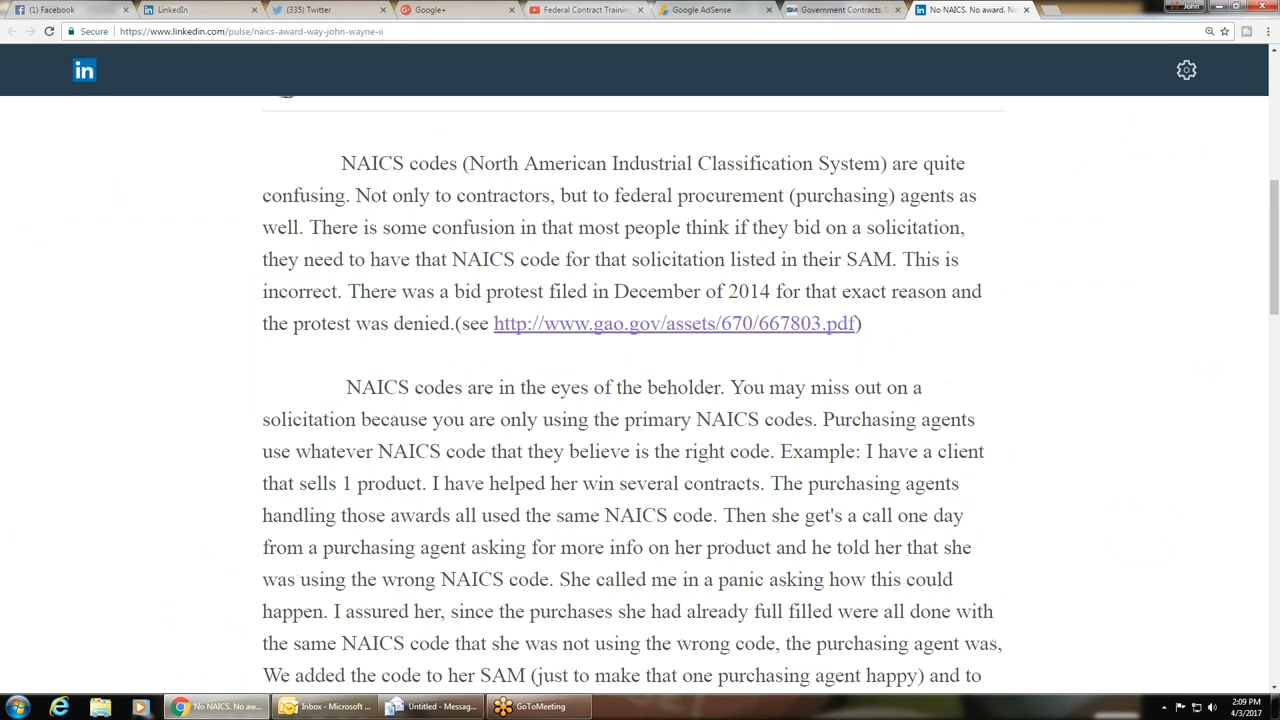 (1) Facebook
LinkedIn
(335) Twitter
Google+
Federal Contract Training
Google AdSense
Government Contracts,
No NAICS. No award. No
John
Secure
https://www.linkedin.com/pulse/naics-award-way-john-wayne-ii
in
NAICS codes (North American Industrial Classification System) are quite
confusing. Not only to contractors, but to federal procurement (purchasing) agents as
well. There is some confusion in that most people think if they bid on a solicitation,
they need to have that NAICS code for that solicitation listed in their SAM. This is
incorrect. There was a bid protest filed in December of 2014 for that exact reason and
the protest was denied.(see http://www.gao.gov/assets/670/667803.pdf)
NAICS codes are in the eyes of the beholder. You may miss out on a
solicitation because you are only using the primary NAICS codes. Purchasing agents
use whatever NAICS code that they believe is the right code. Example: I have a client
that sells 1 product. I have helped her win several contracts. The purchasing agents
handling those awards all used the same NAICS code. Then she get's a call one day
from a purchasing agent asking for more info on her product and he told her that she
was using the wrong NAICS code. She called me in a panic asking how this could
happen. I assured her, since the purchases she had already full filled were all done with
the same NAICS code that she was not using the wrong code, the purchasing agent was,
We added the code to her SAM (just to make that one purchasing agent happy) and to
No NAICS. No aw...
Inbox - Microsoft ...
Untitled - Messag...
GoToMeeting
2:09 PM
4/3/2017